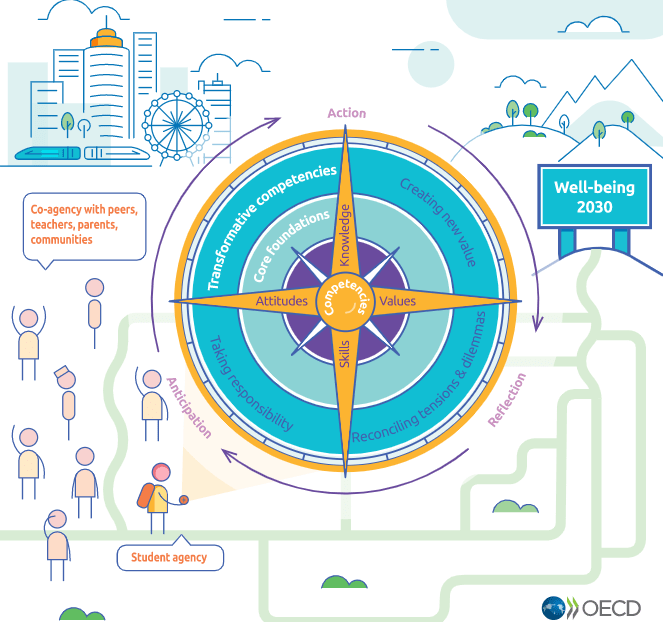 Action
Well-being
2030
Co-agency with peers,
teachers, parents,
communities
Transformative competencies
Creating new value
Core foundations
Knowledge
Attitudes
Competencies
Values
Skills
Taking responsibility
Reconciling tensions & dilemmas
Anticipation
Reflection
Student agency
OECD